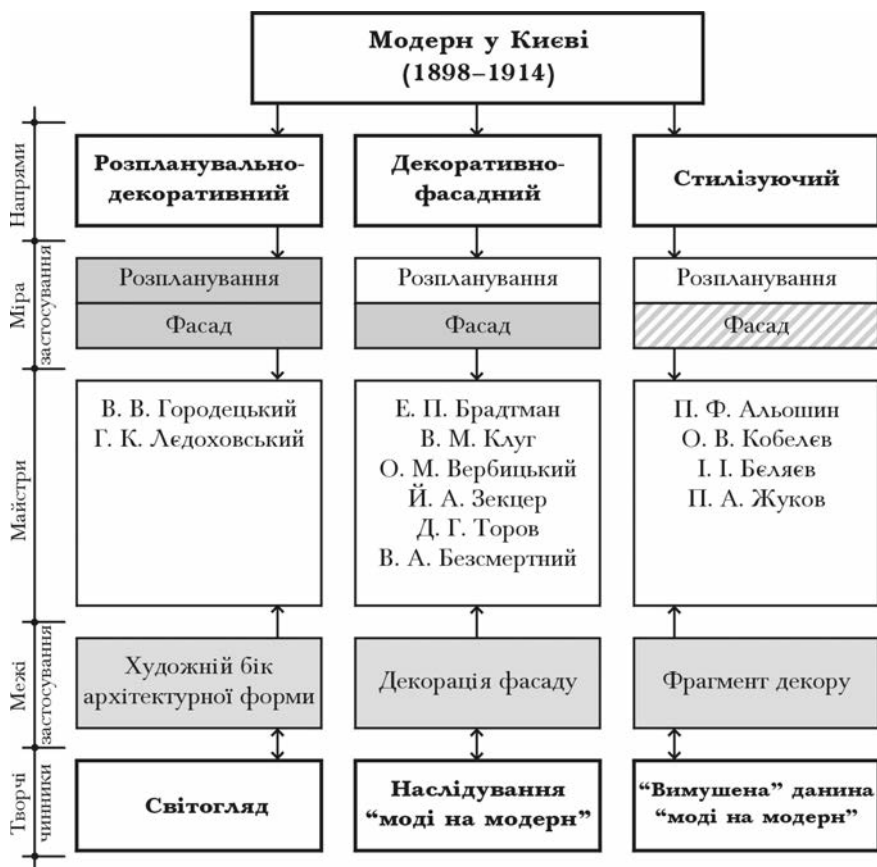 Модерн у Києві
(1898–1914)
Напрями
Розпланувально-
декоративний
Декоративно-
фасадний
Стилізуючий
Міра
застосування
Розпланування
Фасад
Розпланування
Фасад
Розпланування
Фасад
Майстри
В. В. Городецький
Г. К. Лєдоховський
Е. П. Брадтман
В. М. Клуг
О. М. Вербицький
Й. А. Зекцер
Д. Г. Торов
В. А. Безсмертний
П. Ф. Альошин
О. В. Кобелєв
І. І. Бєляєв
П. А. Жуков
Межі
застосування
Художній бік
архітектурної форми
Декорація фасаду
Фрагмент декору
Творчі
чинники
Світогляд
Наслідування
“моді на модерн”
“Вимушена” данина
“моді на модерн”